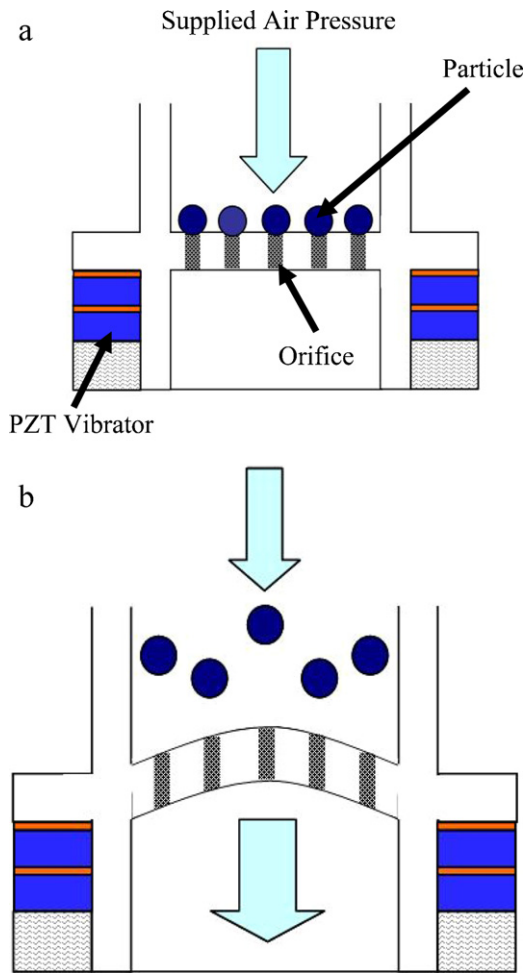 a
Supplied Air Pressure
Particle
Orifice
PZT Vibrator
b